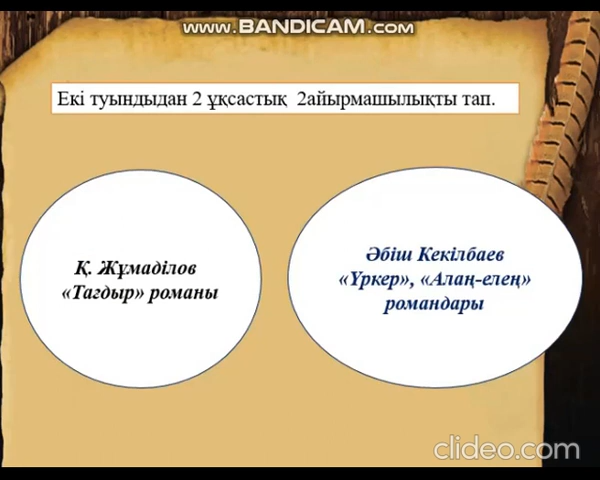 www.BANDICAM.com
Екі туындыдан 2 ұқсастық 2айырмашылықты тап.
Қ. Жұмаділов
«Тағдыр» романы
Әбіш Кекілбаев
«Үркер», «Алаң-елең»
романдары
clideo.com